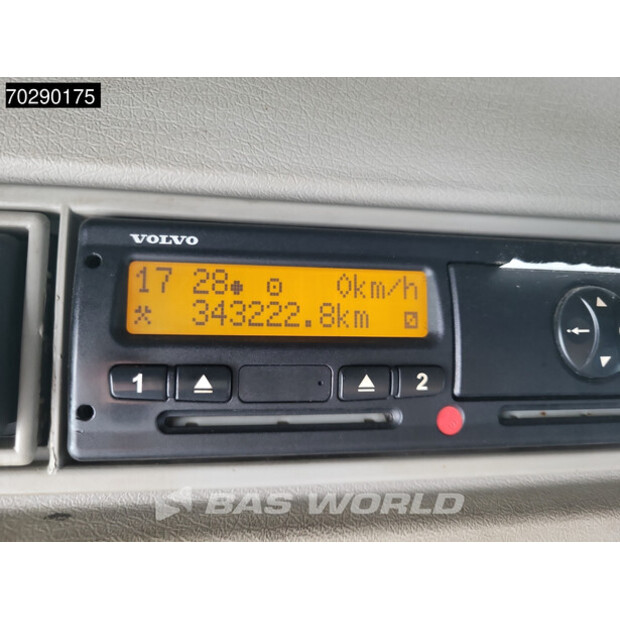 70290175
VOLVO
17 28 0km/h
343222.8km
1 2
BAS WORLD